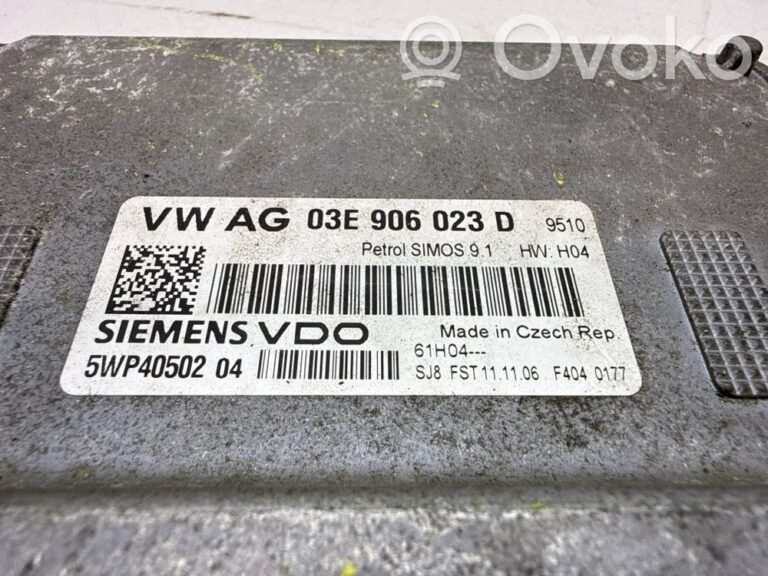 Ovoko
VW AG 03E 906 023 D 9510
Petrol SIMOS 9.1 HW: H04
SIEMENS VDO Made in Czech Rep.
5WP40502 04 61H04---
SJ8 FST 11.11.06 F404 0177